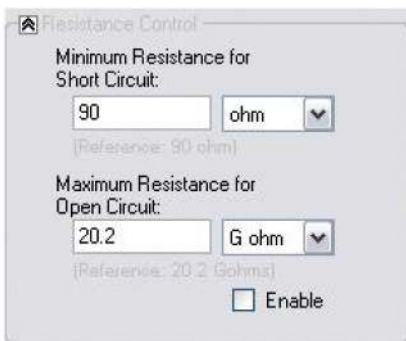 Resistance Control
Minimum Resistance for
Short Circuit:
90 ohm
(Reference: 90 ohm)
Maximum Resistance for
Open Circuit:
20.2 G ohm
(Reference: 20.2 Gohms)
Enable